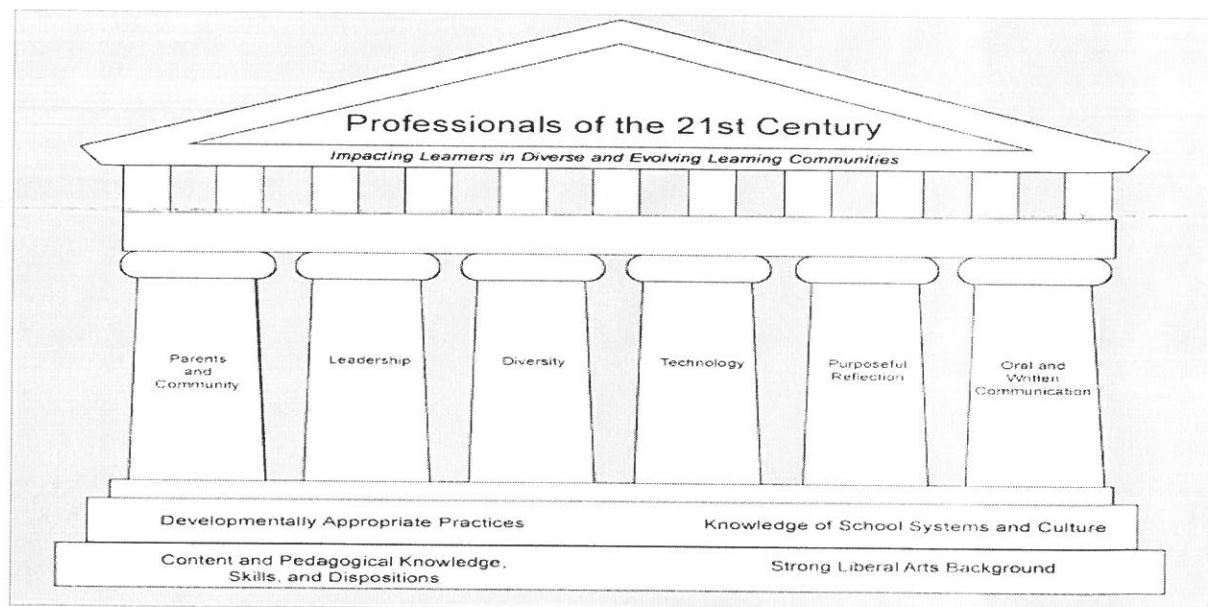 Professionals of the 21st Century
Impacting Learners in Diverse and Evolving Learning Communities
Parents
and
Community
Leadership
Diversity
Technology
Purposeful
Reflection
Oral and
Written
Communication
Developmentally Appropriate Practices
Knowledge of School Systems and Culture
Content and Pedagogical Knowledge,
Skills, and Dispositions
Strong Liberal Arts Background